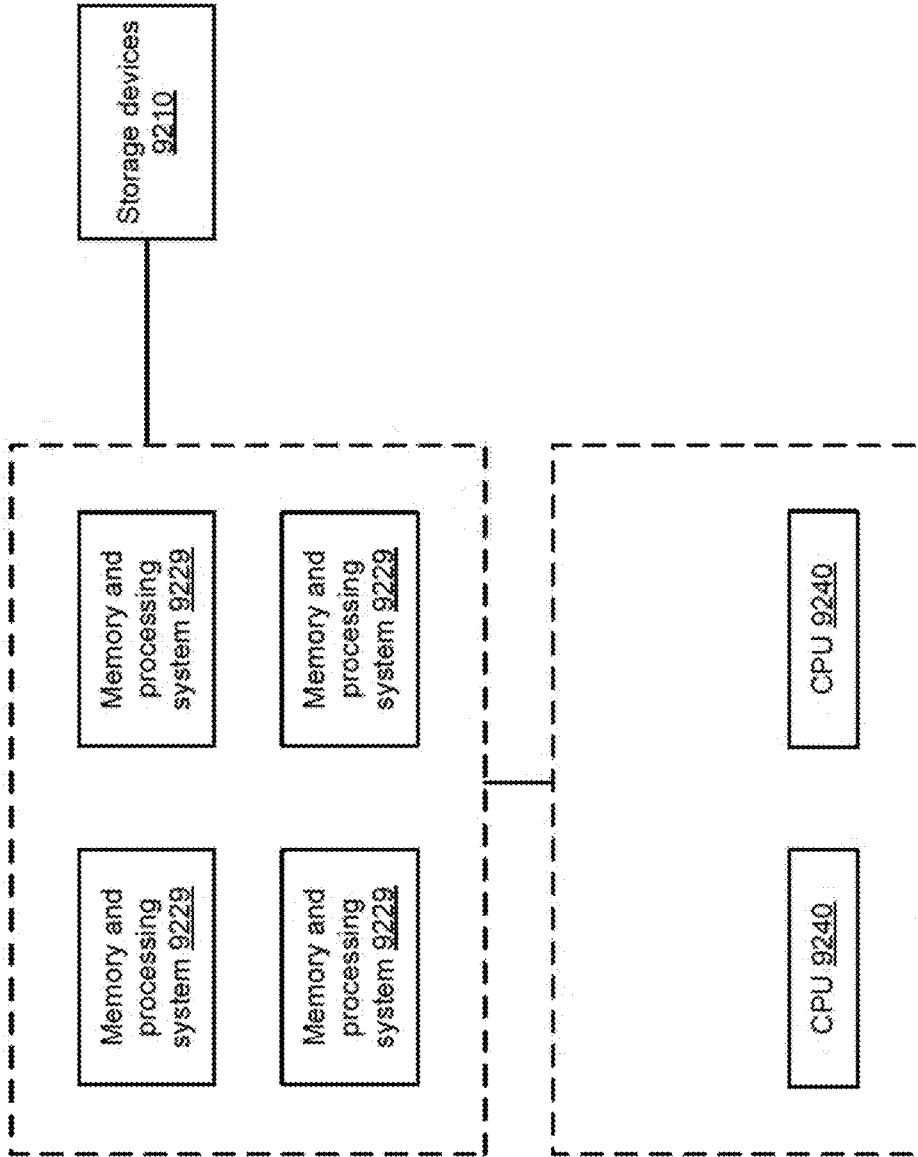 Memory and
processing
system 9229
Memory and
processing
system 9229
Storage devices
9210
Memory and
processing
system 9229
Memory and
processing
system 9229
CPU 9240
CPU 9240